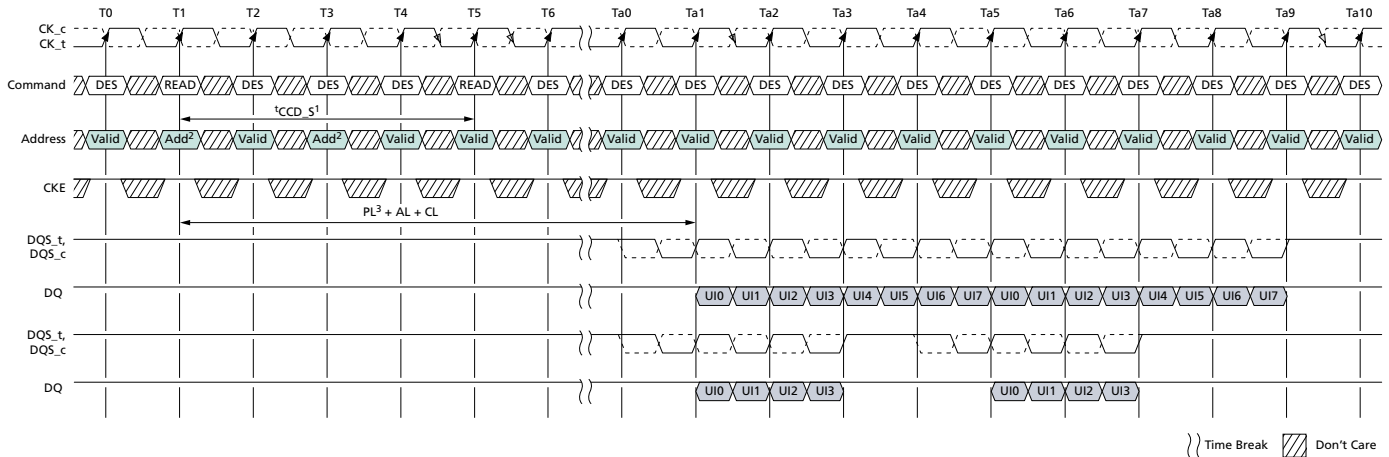 T0 T1 T2 T3 T4 T5 T6 Ta0 Ta1 Ta2 Ta3 Ta4 Ta5 Ta6 Ta7 Ta8 Ta9 Ta10
CK_c
CK_t
Command DES READ DES DES DES READ DES DES DES DES DES DES DES DES DES DES DES DES
tCCD_S1
Address Valid Add2 Valid Add2 Valid Valid Valid Valid Valid Valid Valid Valid Valid Valid Valid Valid Valid Valid
CKE
PL3 + AL + CL
DQS_t,
DQS_c
DQ UI0 UI1 UI2 UI3 UI4 UI5 UI6 UI7 UI0 UI1 UI2 UI3 UI4 UI5 UI6 UI7
DQS_t,
DQS_c
DQ UI0 UI1 UI2 UI3 UI0 UI1 UI2 UI3
Time Break Don't Care